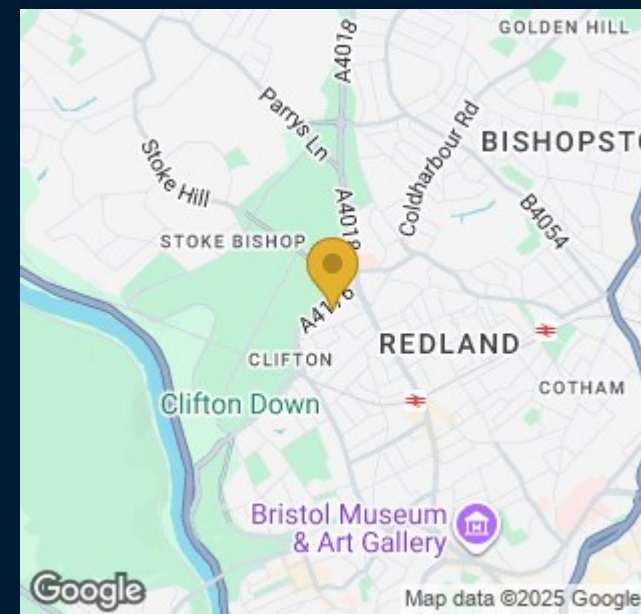 GOLDEN HILL
A4018
Parrys Ln
Coldharbour Rd
BISHOPSTO
Stoke Hill
A4018
B4054
STOKE BISHOP
A4176
REDLAND
CLIFTON
COTHAM
Clifton Down
Bristol Museum
& Art Gallery
Google
Map data ©2025 Google